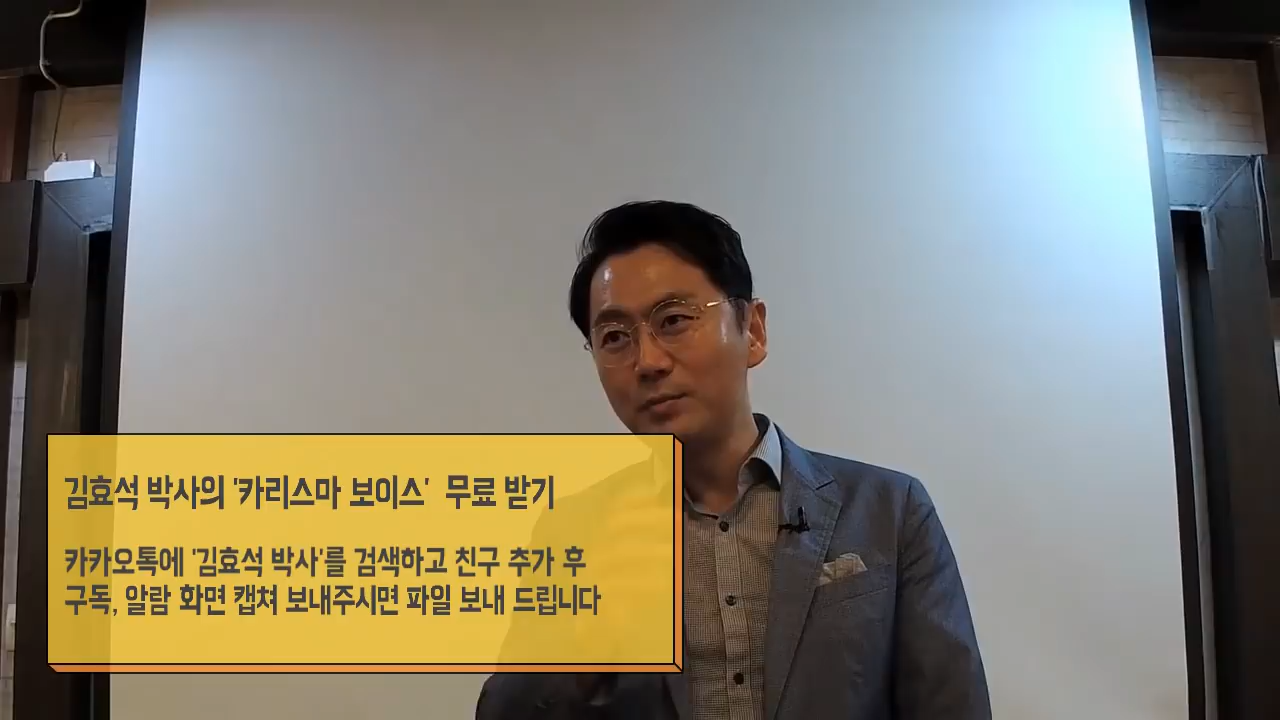 김효석 박사의 '카리스마 보이스' 무료 받기
카카오톡에 '김효석 박사'를 검색하고 친구 추가 후
구독, 알람 화면 캡쳐 보내주시면 파일 보내 드립니다